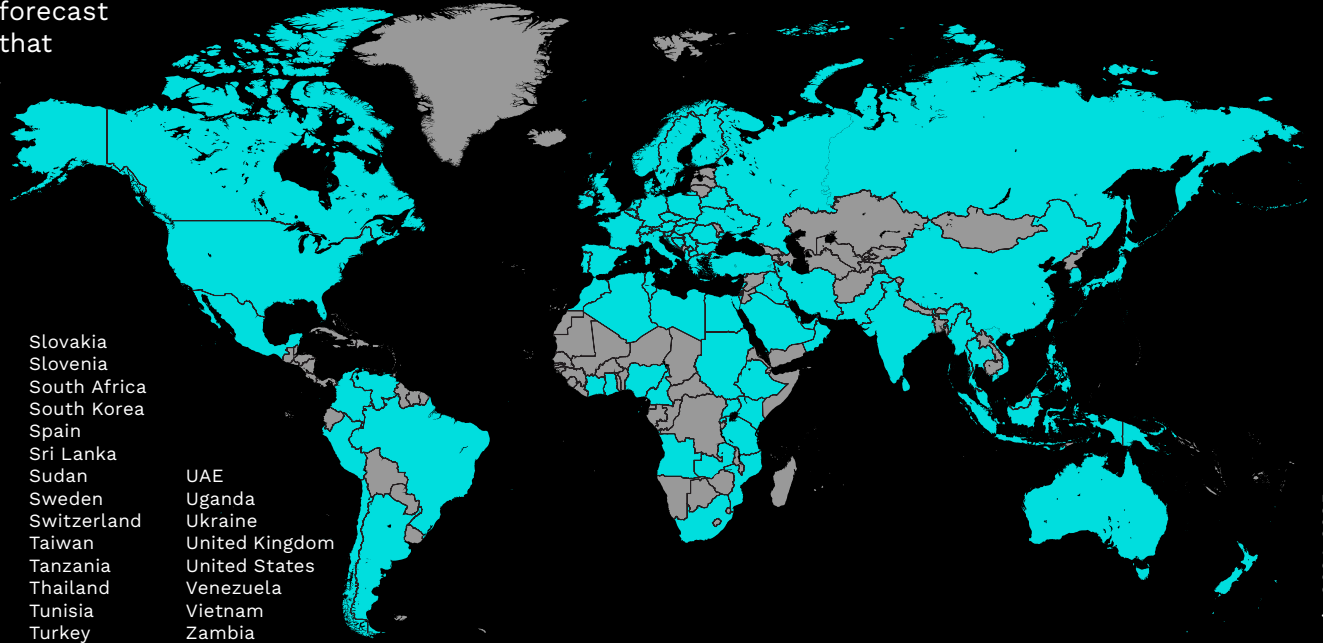 forecast
that
Slovakia
Slovenia
South Africa
South Korea
Spain
Sri Lanka
Sudan
Sweden
Switzerland
Taiwan
Tanzania
Thailand
Tunisia
Turkey
UAE
Uganda
Ukraine
United Kingdom
United States
Venezuela
Vietnam
Zambia